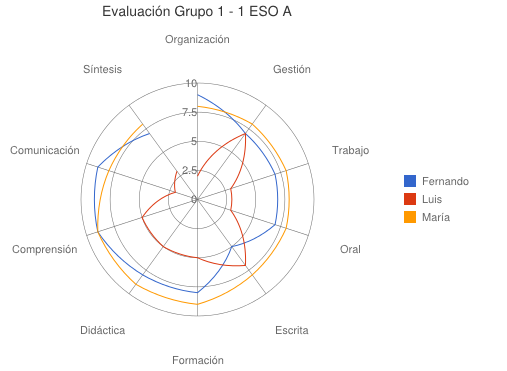 Evaluación Grupo 1 - 1 ESO A
Organización
Síntesis
Gestión
10
7.5
Comunicación
5
Trabajo
2.5
Fernando
0
Luis
María
Comprensión
Oral
Didáctica
Escrita
Formación